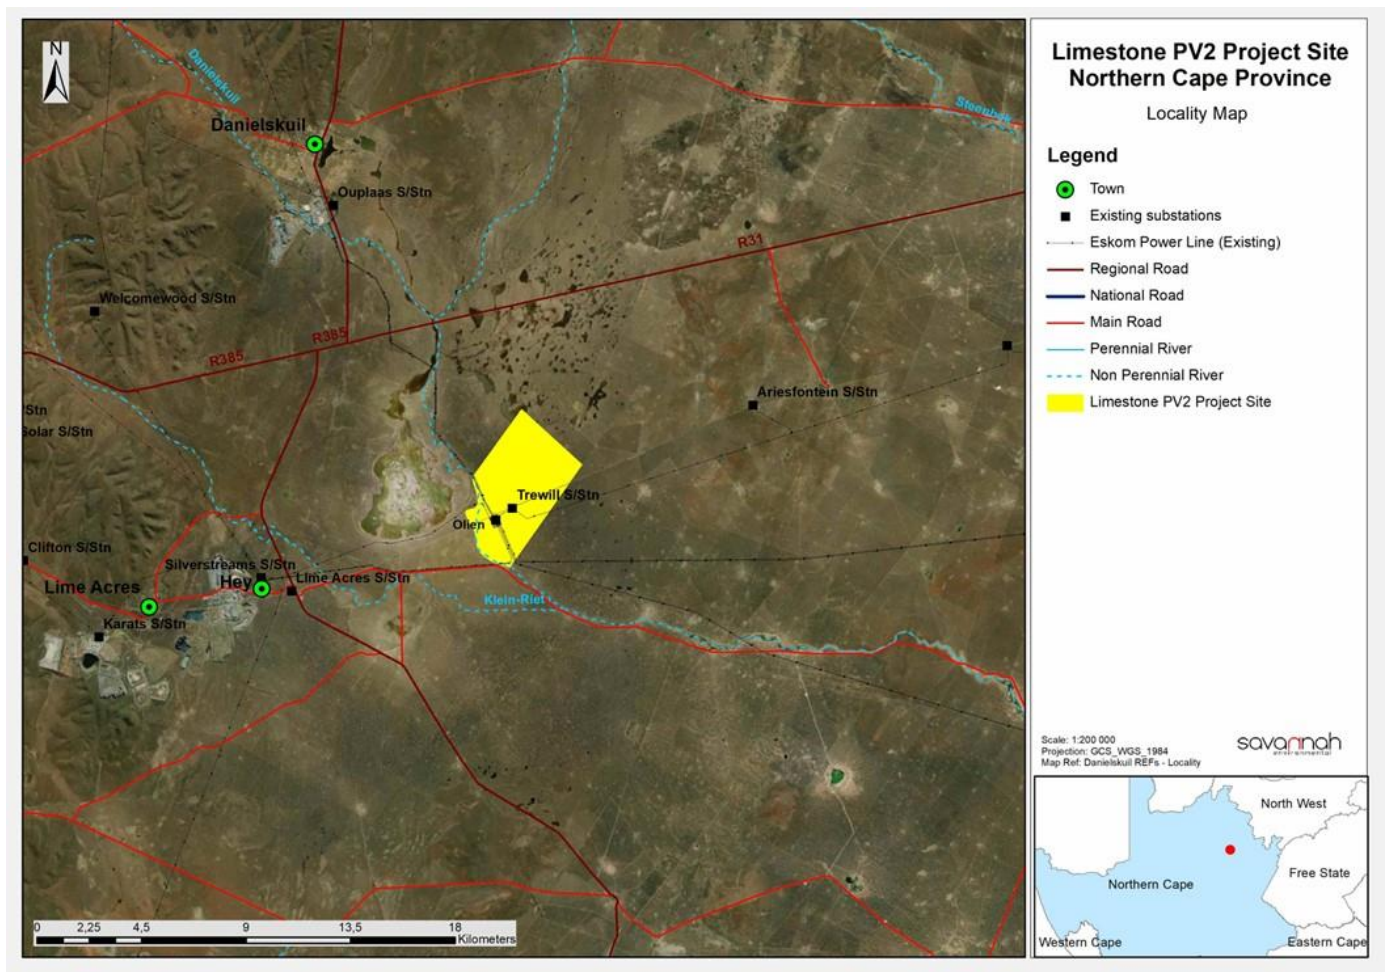 N
Danielskuil
Steenbok
Danielskuil
Ouplaas S/Stn
R31
Welcomewood S/Stn
R385
R385
Ariesfontein S/Stn
/Stn
Solar S/Stn
Trewill S/Stn
Olien
Clifton S/Stn
Silverstreams S/Stn
Hey
Lime Acres S/Stn
Lime Acres
Klein-Riet
Karats S/Stn
0 2,25 4,5 9 13,5 18
Kilometers
Limestone PV2 Project Site
Northern Cape Province
Locality Map
Legend
Town
Existing substations
Eskom Power Line (Existing)
Regional Road
National Road
Main Road
Perennial River
Non Perennial River
Limestone PV2 Project Site
Scale: 1:200 000
Projection: GCS_WGS_1984
Map Ref: Danielskuil REFs - Locality
savannah
environmental
North West
Free State
Northern Cape
Western Cape
Eastern Cape